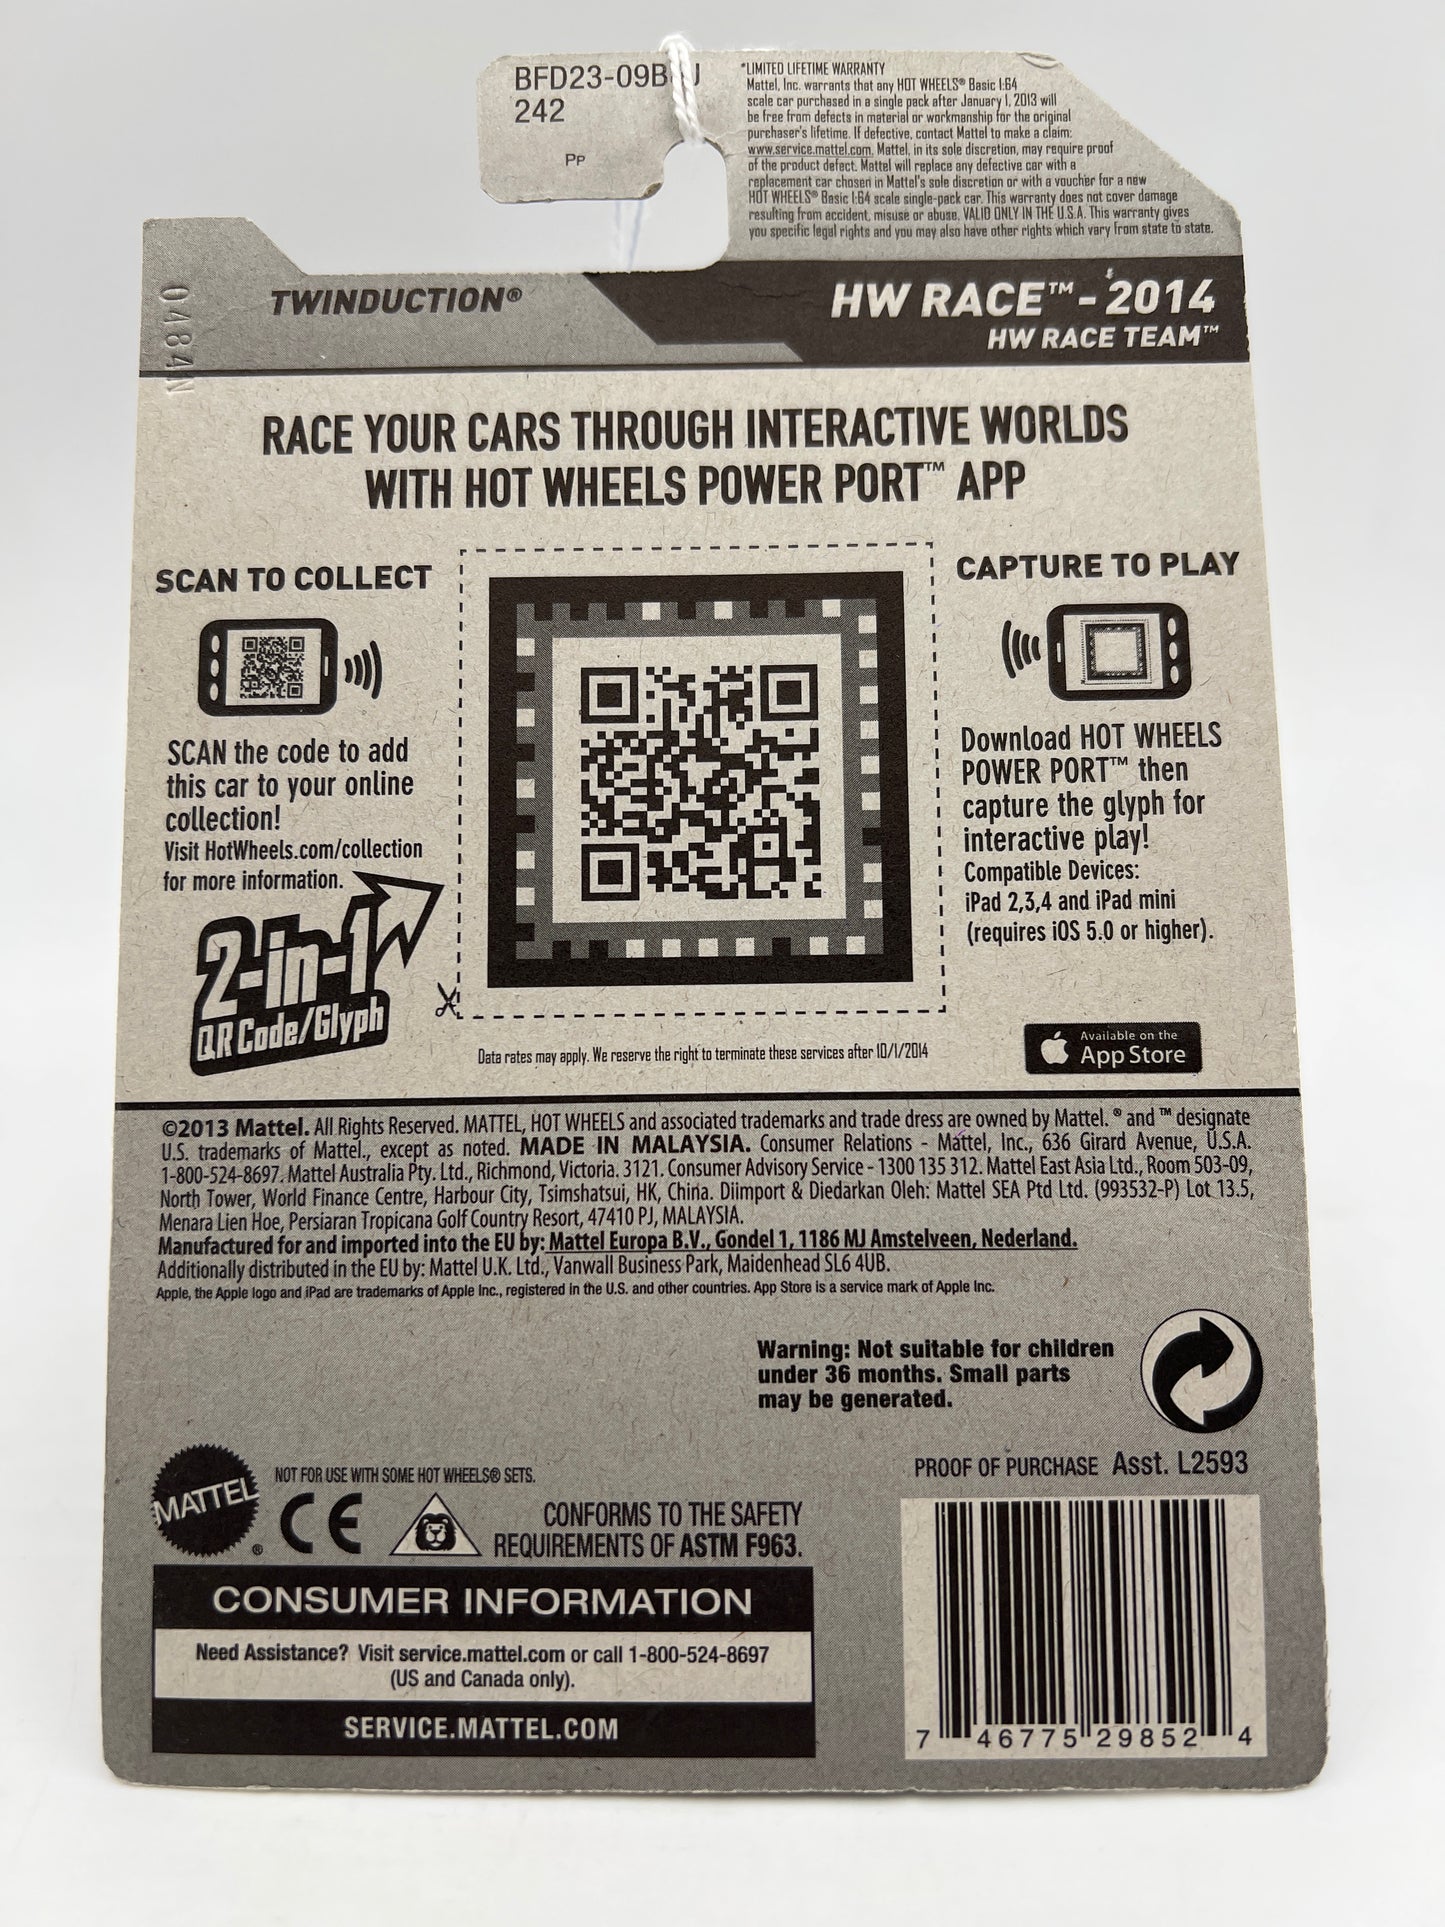 BFD23-09B
242
PP
*LIMITED LIFETIME WARRANTY
Mattel, Inc. warrants that any HOT WHEELS® Basic 1:64
scale car purchased in a single pack after January 1, 2013 will
be free from defects in material or workmanship for the original
purchaser's lifetime. If defective, contact Mattel to make a claim:
www.service.mattel.com. Mattel, in its sole discretion, may require proof
of the product defect. Mattel will replace any defective car with a
replacement car chosen in Mattel's sole discretion or with a voucher for a new
HOT WHEELS® Basic 1:64 scale single-pack car. This warranty does not cover damage
resulting from accident, misuse or abuse. VALID ONLY IN THE U.S.A. This warranty gives
you specific legal rights and you may also have other rights which vary from state to state.
0484N
TWINDUCTION®
HW RACE™ - 2014
HW RACE TEAM™
RACE YOUR CARS THROUGH INTERACTIVE WORLDS
WITH HOT WHEELS POWER PORT™ APP
SCAN TO COLLECT
SCAN the code to add
this car to your online
collection!
Visit HotWheels.com/collection
for more information.
2-in-1
QR Code/Glyph
CAPTURE TO PLAY
Download HOT WHEELS
POWER PORT™ then
capture the glyph for
interactive play!
Compatible Devices:
iPad 2,3,4 and iPad mini
(requires iOS 5.0 or higher).
Available on the
App Store
Data rates may apply. We reserve the right to terminate these services after 10/1/2014
©2013 Mattel. All Rights Reserved. MATTEL, HOT WHEELS and associated trademarks and trade dress are owned by Mattel. ® and ™ designate
U.S. trademarks of Mattel., except as noted. MADE IN MALAYSIA. Consumer Relations - Mattel, Inc., 636 Girard Avenue, U.S.A.
1-800-524-8697. Mattel Australia Pty. Ltd., Richmond, Victoria. 3121. Consumer Advisory Service - 1300 135 312. Mattel East Asia Ltd., Room 503-09,
North Tower, World Finance Centre, Harbour City, Tsimshatsui, HK, China. Diimport & Diedarkan Oleh: Mattel SEA Ptd Ltd. (993532-P) Lot 13.5,
Menara Lien Hoe, Persiaran Tropicana Golf Country Resort, 47410 PJ, MALAYSIA.
Manufactured for and imported into the EU by: Mattel Europa B.V., Gondel 1, 1186 MJ Amstelveen, Nederland.
Additionally distributed in the EU by: Mattel U.K. Ltd., Vanwall Business Park, Maidenhead SL6 4UB.
Apple, the Apple logo and iPad are trademarks of Apple Inc., registered in the U.S. and other countries. App Store is a service mark of Apple Inc.
Warning: Not suitable for children
under 36 months. Small parts
may be generated.
PROOF OF PURCHASE Asst. L2593
MATTEL®
NOT FOR USE WITH SOME HOT WHEELS® SETS.
CE
CONFORMS TO THE SAFETY
REQUIREMENTS OF ASTM F963.
CONSUMER INFORMATION
Need Assistance? Visit service.mattel.com or call 1-800-524-8697
(US and Canada only).
SERVICE.MATTEL.COM
7 46775 29852 4